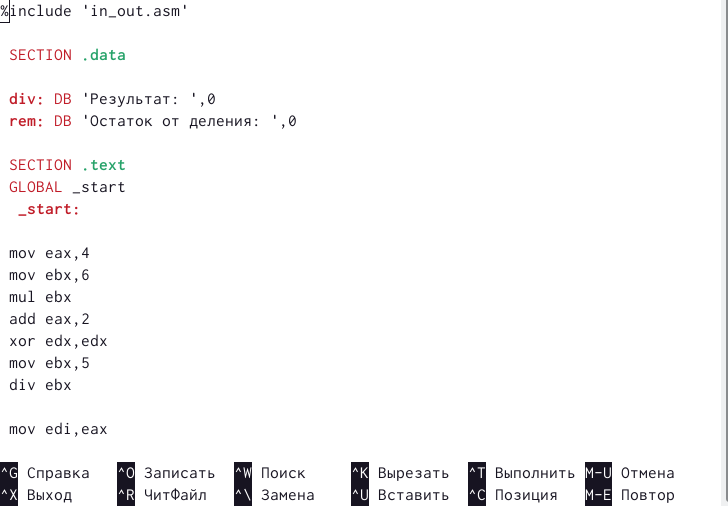 %include 'in_out.asm'
SECTION .data
div: DB 'Результат: ',0
rem: DB 'Остаток от деления: ',0
SECTION .text
GLOBAL _start
_start:
mov eax,4
mov ebx,6
mul ebx
add eax,2
xor edx,edx
mov ebx,5
div ebx
mov edi,eax
^G Справка ^O Записать ^W Поиск ^K Вырезать ^T Выполнить M-U Отмена
^X Выход ^R ЧитФайл ^\ Замена ^U Вставить ^C Позиция M-E Повтор